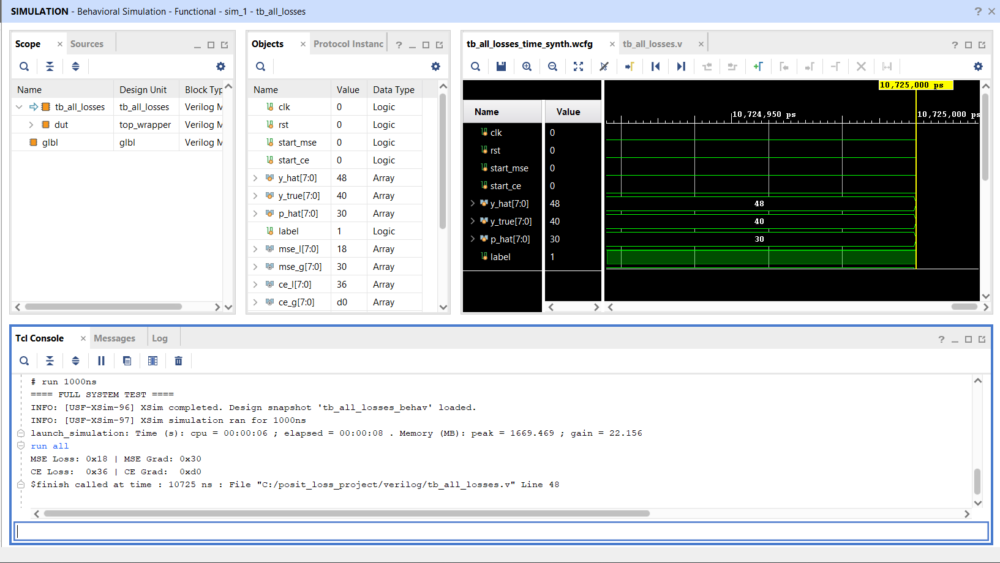 SIMULATION - Behavioral Simulation - Functional - sim_1 - tb_all_losses
Scope
Sources
Name Design Unit Block Typ
tb_all_losses tb_all_losses Verilog M
dut top_wrapper Verilog M
glbl glbl Verilog M
Objects
Protocol Instanc
Name Value Data Type
clk 0 Logic
rst 0 Logic
start_mse 0 Logic
start_ce 0 Logic
y_hat[7:0] 48 Array
y_true[7:0] 40 Array
p_hat[7:0] 30 Array
label 1 Logic
mse_l[7:0] 18 Array
mse_g[7:0] 30 Array
ce_l[7:0] 36 Array
ce_g[7:0] d0 Array
tb_all_losses_time_synth.wcfg
tb_all_losses.v
10,725,000 ps
Name Value
10,724,950 ps 10,725,000 ps
clk 0
rst 0
start_mse 0
start_ce 0
y_hat[7:0] 48 48
y_true[7:0] 40 40
p_hat[7:0] 30 30
label 1
Tcl Console
Messages
Log
# run 1000ns
==== FULL SYSTEM TEST ====
INFO: [USF-XSim-96] XSim completed. Design snapshot 'tb_all_losses_behav' loaded.
INFO: [USF-XSim-97] XSim simulation ran for 1000ns
launch_simulation: Time (s): cpu = 00:00:06 ; elapsed = 00:00:08 . Memory (MB): peak = 1669.469 ; gain = 22.156
run all
MSE Loss: 0x18 | MSE Grad: 0x30
CE Loss:  0x36 | CE Grad:  0xd0
$finish called at time : 10725 ns : File "C:/posit_loss_project/verilog/tb_all_losses.v" Line 48